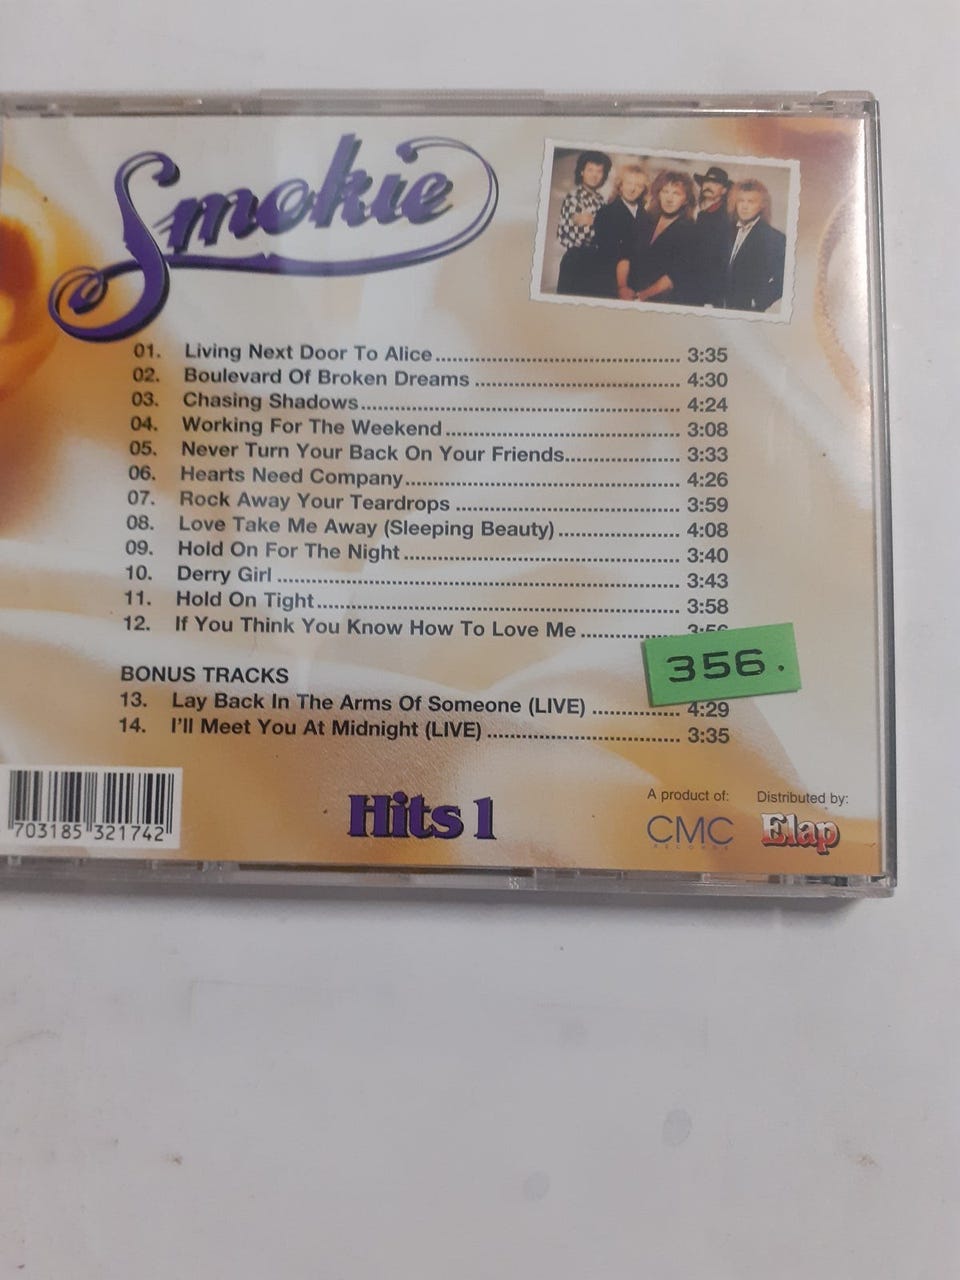 Smokie
01. Living Next Door To Alice 3:35
02. Boulevard Of Broken Dreams 4:30
03. Chasing Shadows 4:24
04. Working For The Weekend 3:08
05. Never Turn Your Back On Your Friends 3:33
06. Hearts Need Company 4:26
07. Rock Away Your Teardrops 3:59
08. Love Take Me Away (Sleeping Beauty) 4:08
09. Hold On For The Night 3:40
10. Derry Girl 3:43
11. Hold On Tight 3:58
12. If You Think You Know How To Love Me
356.
BONUS TRACKS
13. Lay Back In The Arms Of Someone (LIVE) 4:29
14. I'll Meet You At Midnight (LIVE) 3:35
703185 321742
Hits 1
A product of:
CMC
RECORDS
Distributed by:
Elap